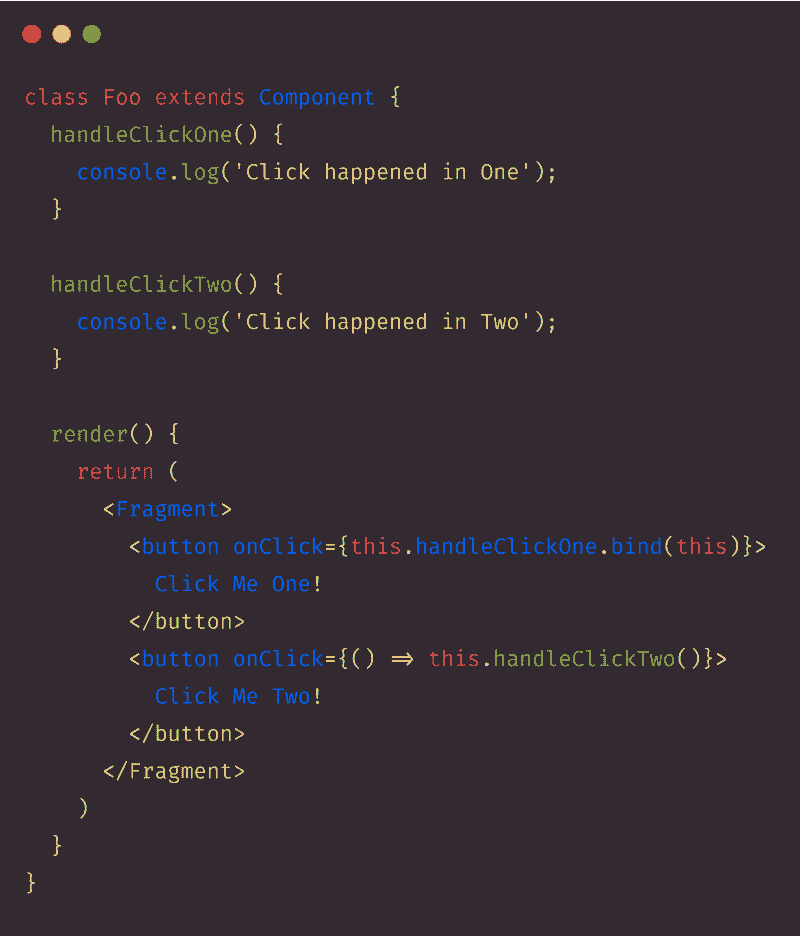 class Foo extends Component {
  handleClickOne() {
    console.log('Click happened in One');
  }

  handleClickTwo() {
    console.log('Click happened in Two');
  }

  render() {
    return (
      <Fragment>
        <button onClick={this.handleClickOne.bind(this)}>
          Click Me One!
        </button>
        <button onClick={() => this.handleClickTwo()}>
          Click Me Two!
        </button>
      </Fragment>
    )
  }
}